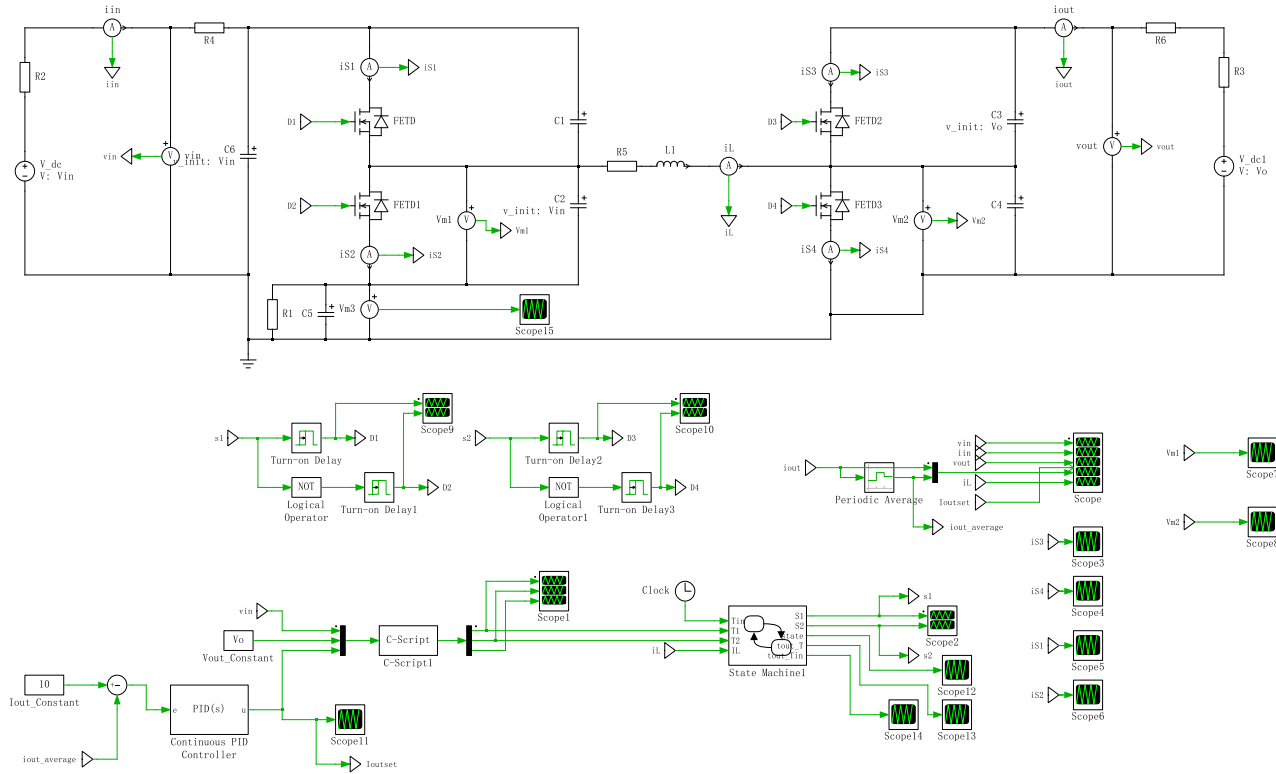 iin
A
R4
iin
R2
iS1
A
iS1
D1
FETD
C1
C6
vin
V
vin
v_init: Vin
V_dc
V: Vin
D2
FETD1
C2
v_init: Vin
Vm1
V
Vm1
iS2
A
iS2
R1
C5
Vm3
V
Scope15
R5
L1
iL
A
iL
iout
A
iout
R6
R3
iS3
A
iS3
D3
FETD2
C3
v_init: Vo
vout
V
vout
V_dc1
V: Vo
D4
FETD3
C4
Vm2
V
Vm2
iS4
A
iS4
s1
Turn-on Delay
D1
Scope9
NOT
Logical
Operator
Turn-on Delay1
D2
s2
Turn-on Delay2
D3
Scope10
NOT
Logical
Operator1
Turn-on Delay3
D4
iout
Periodic Average
iout_average
vin
iin
vout
iL
Ioutset
Scope
Vm1
Scope7
Vm2
Scope8
iS3
Scope3
iS4
Scope4
iS1
Scope5
iS2
Scope6
vin
Vo
Vout_Constant
C-Script
C-Script1
Scope1
10
Iout_Constant
+
-
e
PID(s)
u
Continuous PID
Controller
iout_average
Scope11
Ioutset
Clock
iL
Tin
T1
T2
IL
S1
S2
state
tout_T
tout_Tin
State Machine1
s1
Scope2
s2
Scope12
Scope14
Scope13